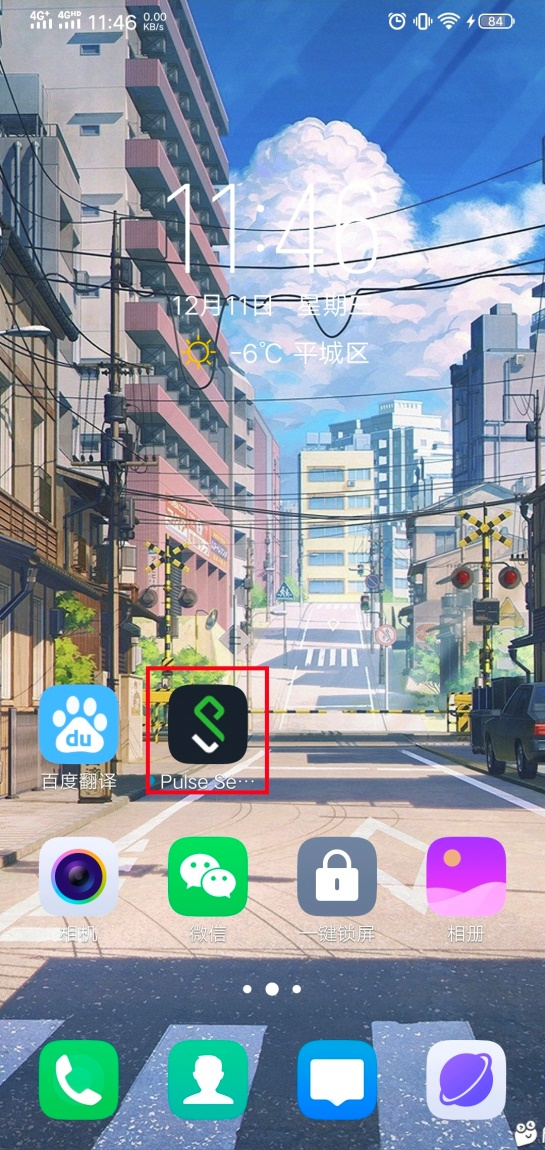 4G+ 4GHD 11:46 0.00 KB/s 84
11:46
12月11日 星期三
-6℃ 平城区
du
百度翻译 Pulse Se…
相机 微信 一键锁屏 相册